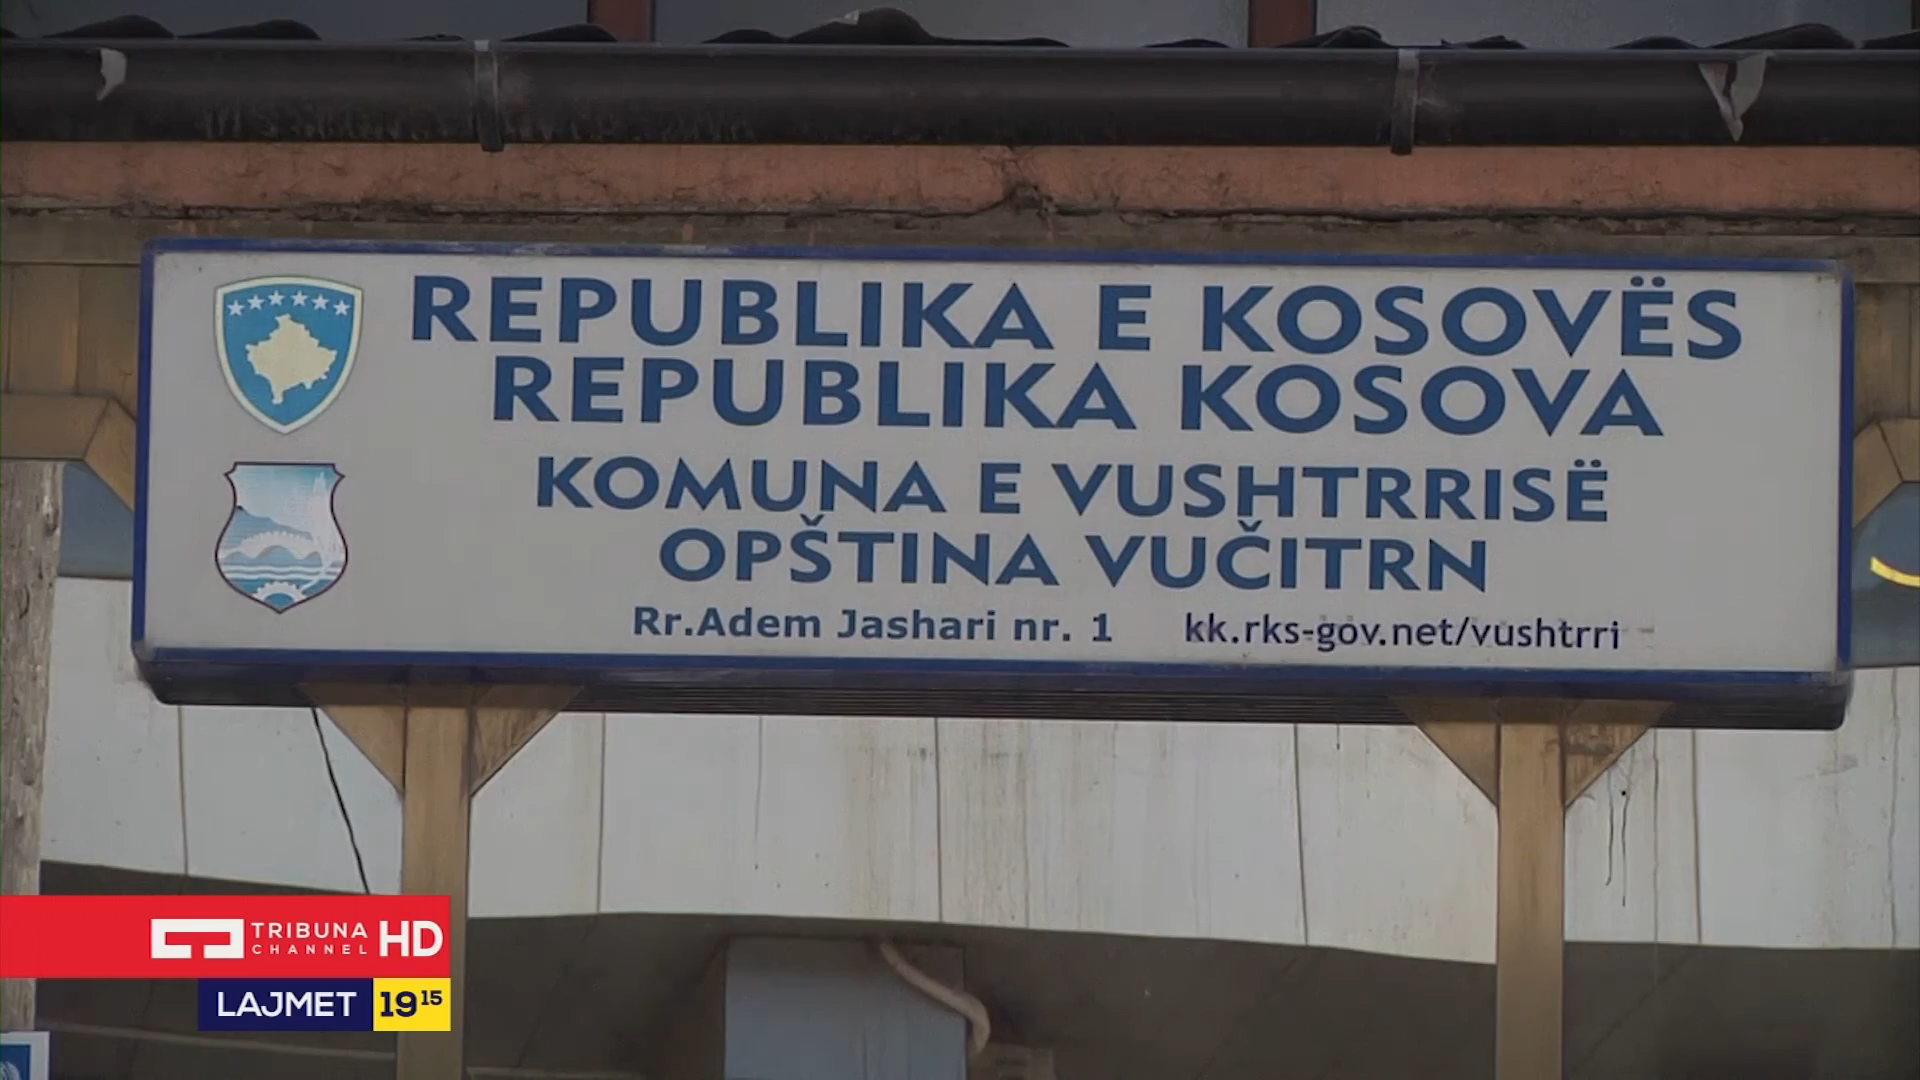 REPUBLIKA E KOSOVËS
REPUBLIKA KOSOVA
KOMUNA E VUSHTRRISË
OPŠTINA VUČITRN
Rr.Adem Jashari nr. 1 kk.rks-gov.net/vushtrri
TRIBUNA CHANNEL HD
LAJMET 19 15